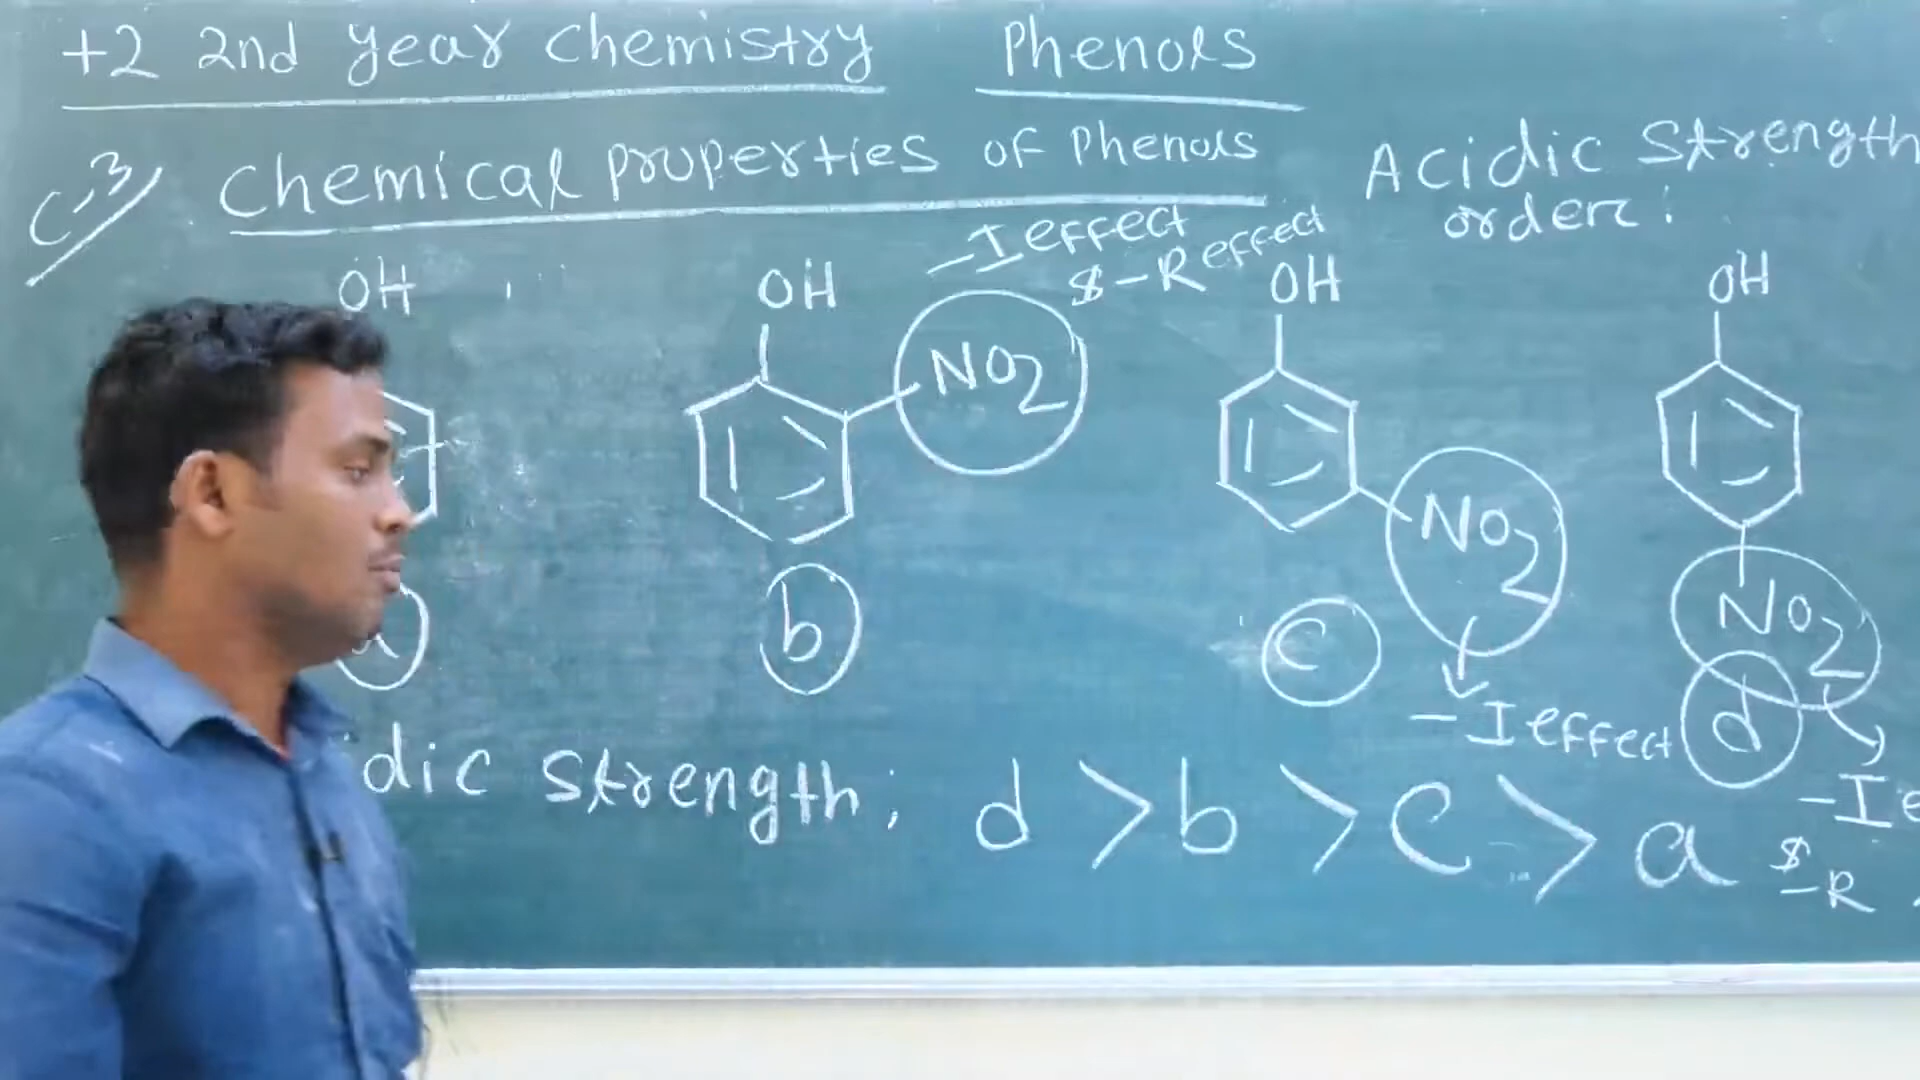 +2 2nd year chemistry Phenols
C-3 chemical properties of Phenols
Acidic Strength
order:
-I effect
& -R effect
OH
OH
NO2
b
OH
NO2
c
-I effect
OH
NO2
d
-I e
& -R
dic strength; d > b > c > a